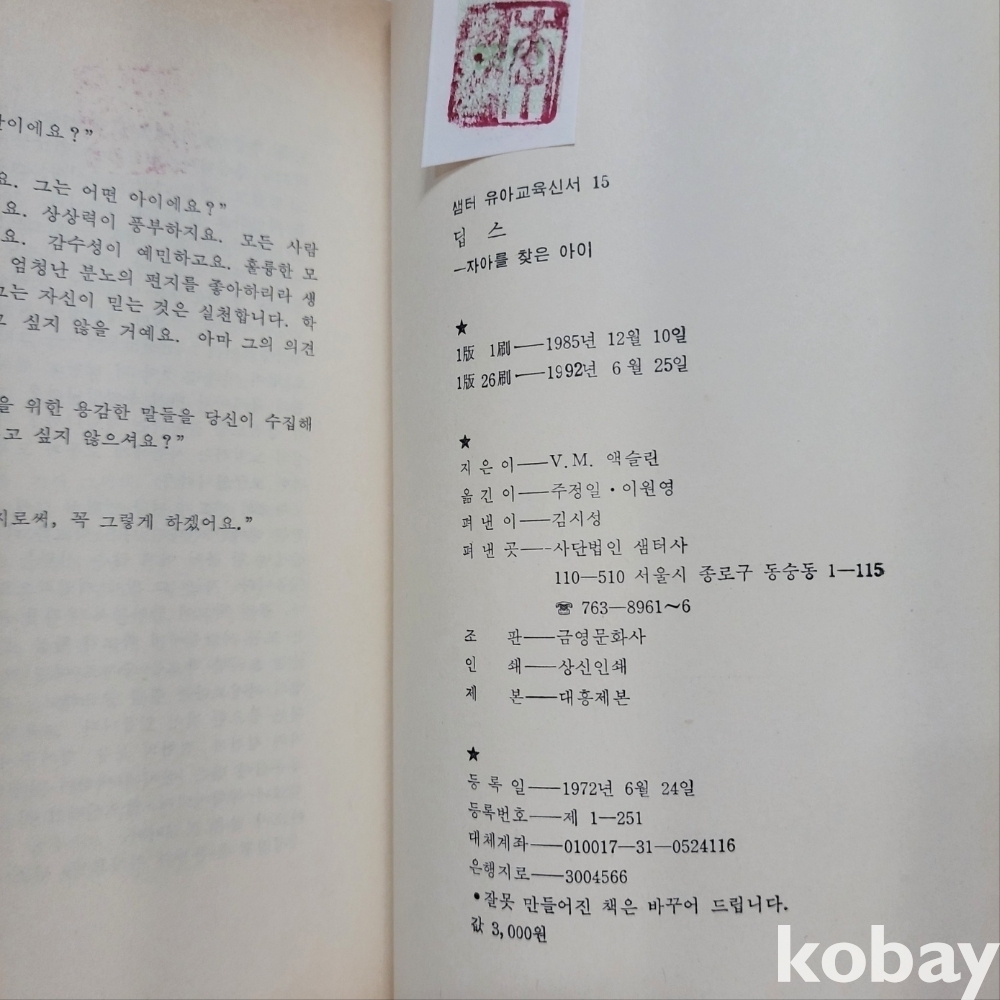 이에요?”
요. 그는 어떤 아이에요?”
요. 상상력이 풍부하지요. 모든 사람
요. 감수성이 예민하고요. 훌륭한 모
엄청난 분노의 편지를 좋아하리라 생
그는 자신이 믿는 것은 실천합니다. 학
고 싶지 않을 거예요. 아마 그의 의견
을 위한 용감한 말들을 당신이 수집해
고 싶지 않으셔요?”
지로써, 꼭 그렇게 하겠어요.”
샘터 유아교육신서 15
딥 스
—자아를 찾은 아이
★
1版 1刷——1985년 12월 10일
1版 26刷——1992년 6월 25일
★
지은이——V.M. 액슬린
옮긴이——주정일·이원영
펴낸이——김시성
펴낸곳——사단법인 샘터사
110—510 서울시 종로구 동숭동 1—115
☎ 763—8961~6
조 판——금영문화사
인 쇄——상신인쇄
제 본——대흥제본
★
등록일——1972년 6월 24일
등록번호——제 1—251
대체계좌——010017—31—0524116
은행지로——3004566
•잘못 만들어진 책은 바꾸어 드립니다.
값 3,000원
kobay